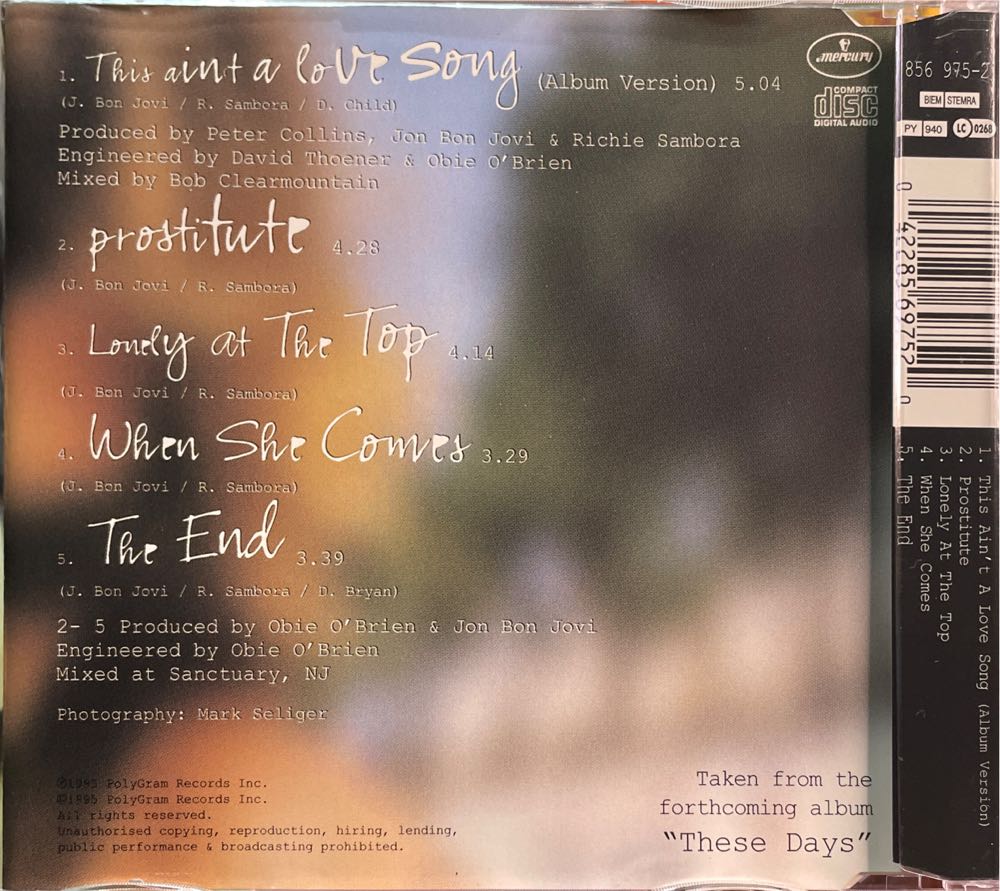 1. This aint a love Song (Album Version) 5.04
(J. Bon Jovi / R. Sambora / D. Child)
Produced by Peter Collins, Jon Bon Jovi & Richie Sambora
Engineered by David Thoener & Obie O'Brien
Mixed by Bob Clearmountain
2. prostitute 4.28
(J. Bon Jovi / R. Sambora)
3. Lonely at The Top 4.14
(J. Bon Jovi / R. Sambora)
4. When She Comes 3.29
(J. Bon Jovi / R. Sambora)
5. The End 3.39
(J. Bon Jovi / R. Sambora / D. Bryan)
2- 5 Produced by Obie O'Brien & Jon Bon Jovi
Engineered by Obie O'Brien
Mixed at Sanctuary, NJ
Photography: Mark Seliger
℗1995 PolyGram Records Inc.
©1995 PolyGram Records Inc.
All rights reserved.
Unauthorised copying, reproduction, hiring, lending,
public performance & broadcasting prohibited.
Taken from the
forthcoming album
“These Days”
mercury
COMPACT
disc
DIGITAL AUDIO
856 975-2
BIEM STEMRA
PY 940 LC 0268
0 42285 69752 0
1. This Ain't A Love Song (Album Version)
2. Prostitute
3. Lonely At The Top
4. When She Comes
5. The End